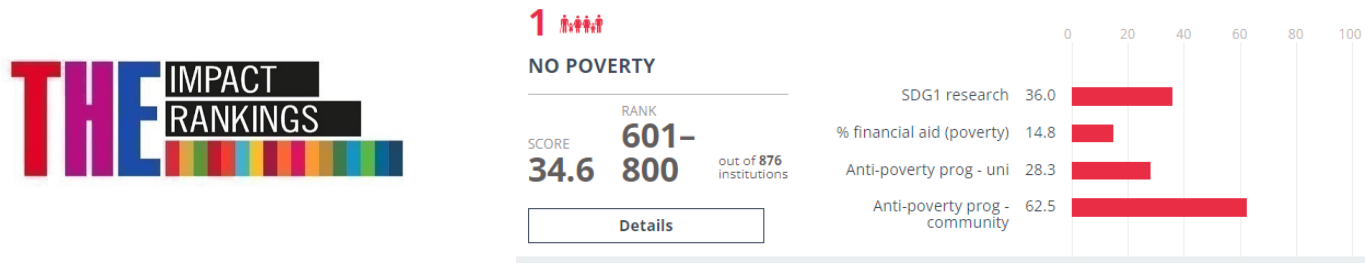 THE
IMPACT
RANKINGS
1
NO POVERTY
SCORE
34.6
RANK
601–
800
out of 876
institutions
Details
0 20 40 60 80 100
SDG1 research 36.0
% financial aid (poverty) 14.8
Anti-poverty prog - uni 28.3
Anti-poverty prog - 62.5
community